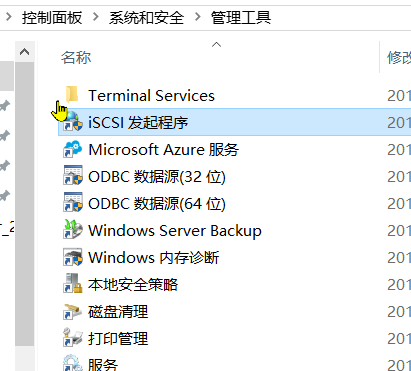 控制面板 > 系统和安全 > 管理工具
名称 修改
Terminal Services 201
iSCSI 发起程序 201
Microsoft Azure 服务 201
ODBC 数据源(32 位) 201
ODBC 数据源(64 位) 201
Windows Server Backup 201
Windows 内存诊断 201
本地安全策略 201
磁盘清理 201
打印管理 201
服务 201